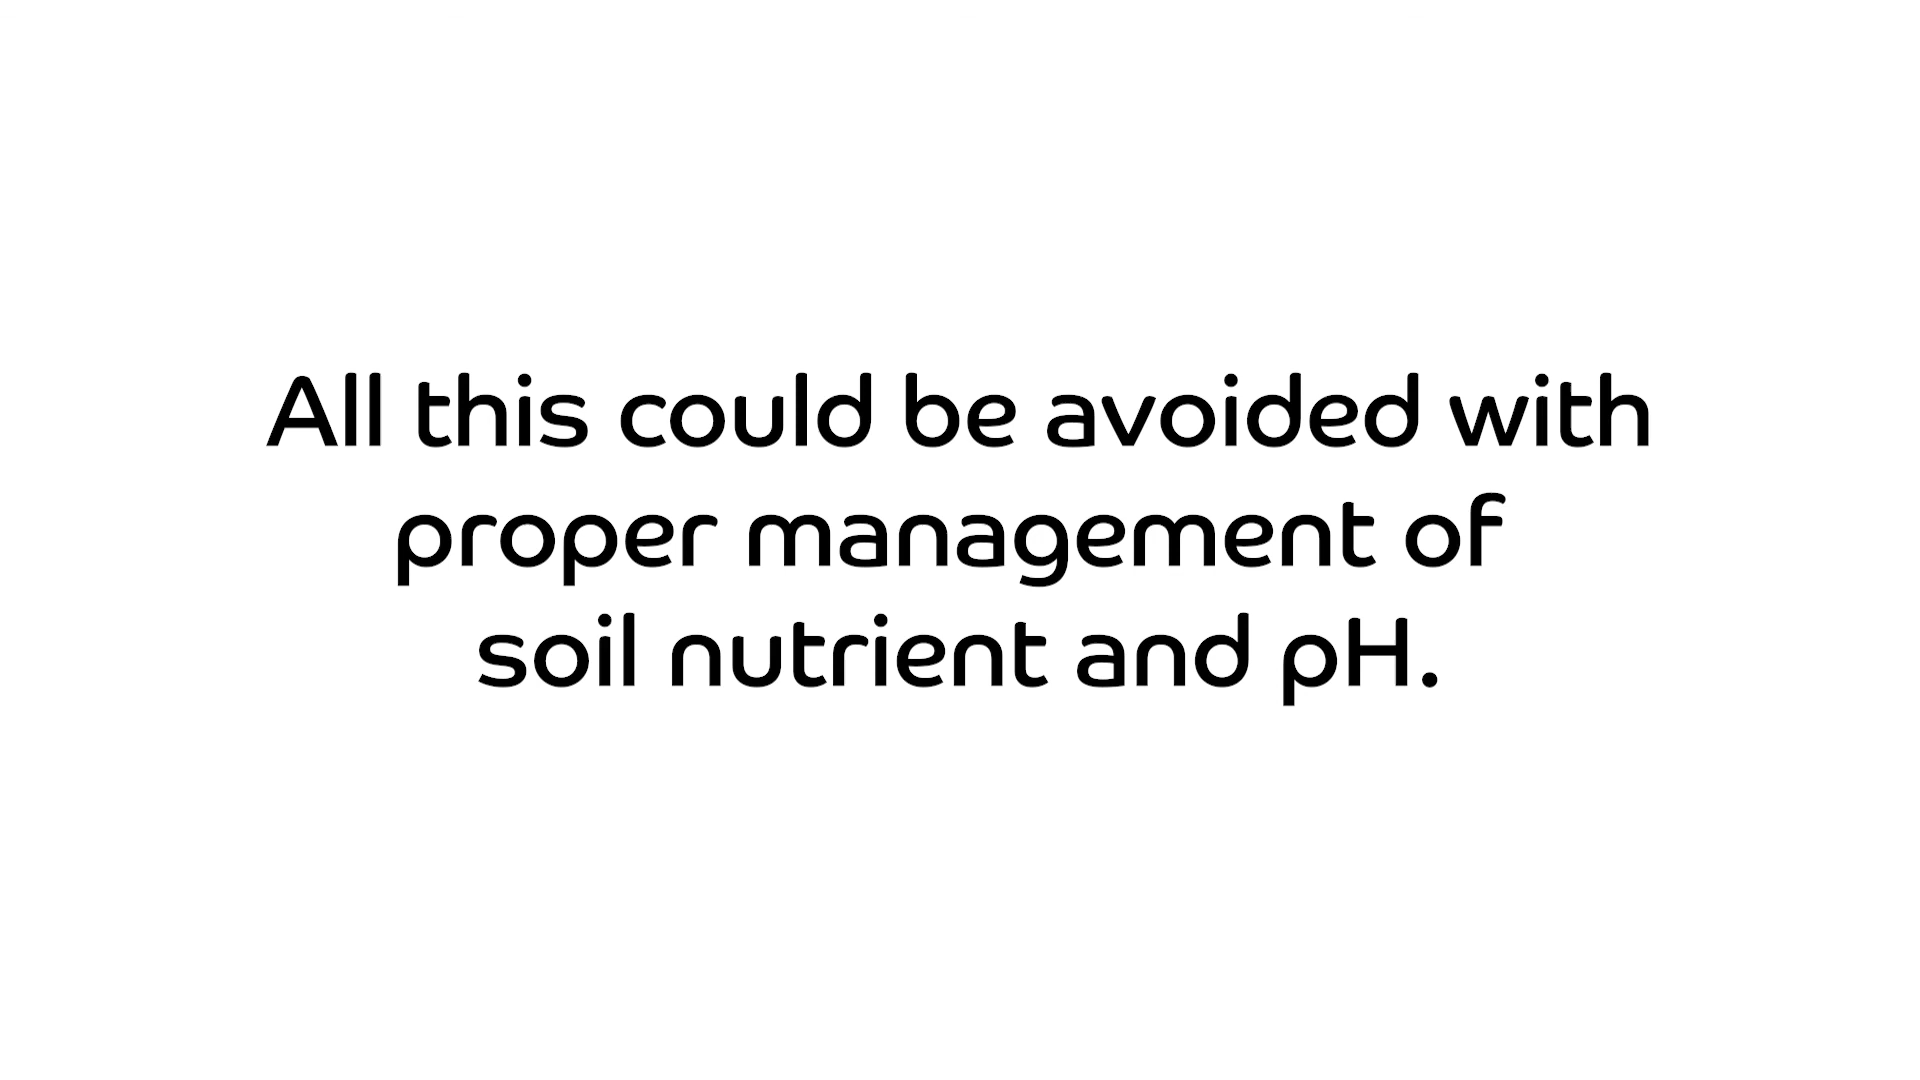 All this could be avoided with
proper management of
soil nutrient and pH.